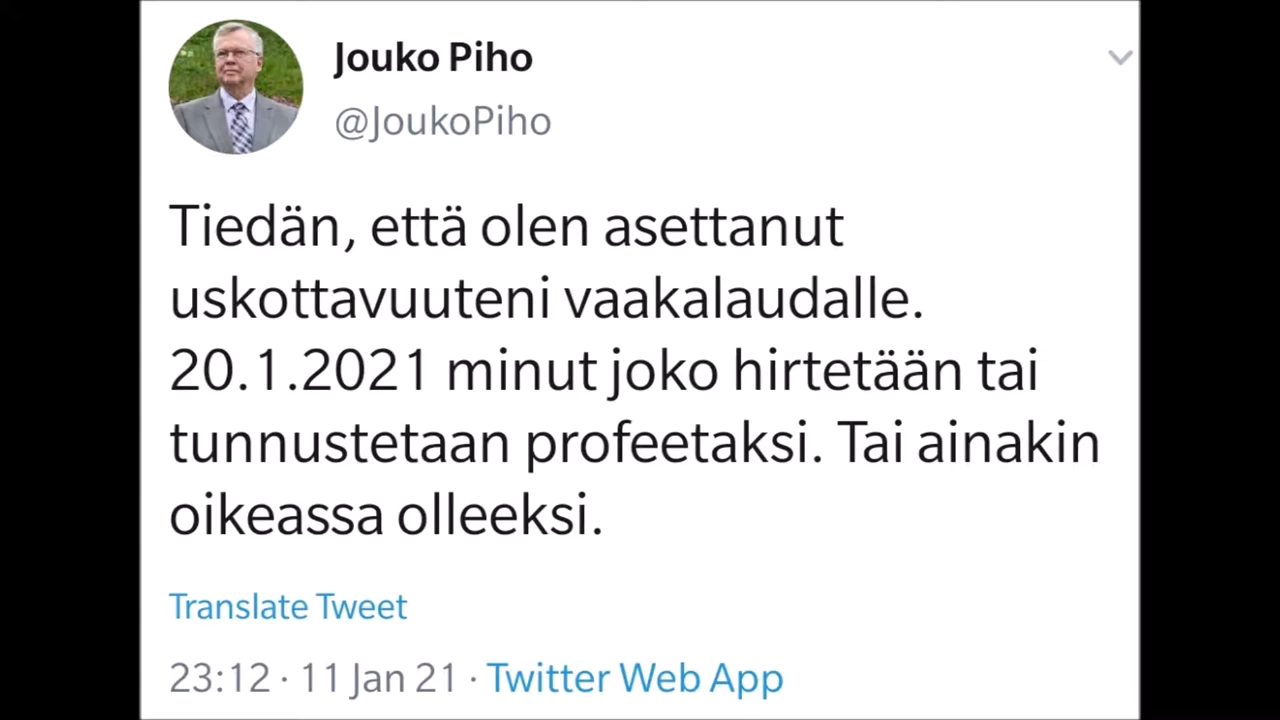 Jouko Piho
@JoukoPiho
Tiedän, että olen asettanut
uskottavuuteni vaakalaudalle.
20.1.2021 minut joko hirtetään tai
tunnustetaan profeetaksi. Tai ainakin
oikeassa olleeksi.
Translate Tweet
23:12 · 11 Jan 21 · Twitter Web App